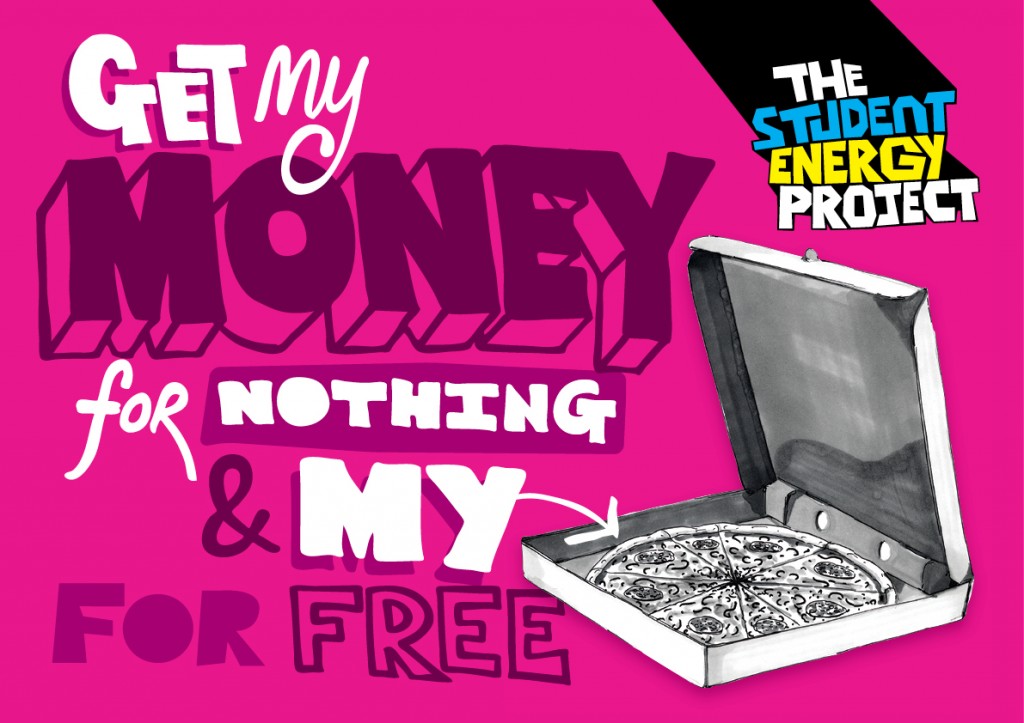 GET my
MONEY
for NOTHING
& MY
FOR FREE
THE
STUDENT
ENERGY
PROJECT